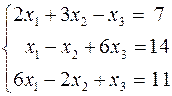 2x₁ + 3x₂ − x₃ = 7
x₁ − x₂ + 6x₃ = 14
6x₁ − 2x₂ + x₃ = 11